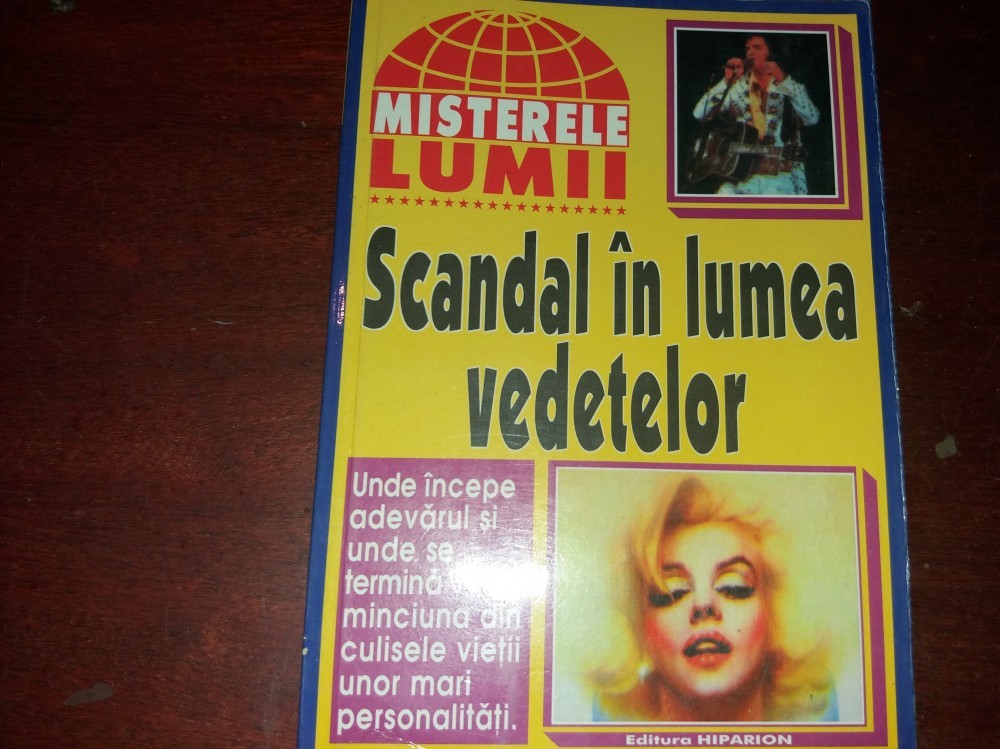 MISTERELE
LUMII
Scandal în lumea
vedetelor
Unde începe
adevărul și
unde se
termină
minciuna din
culisele vieții
unor mari
personalități.
Editura HIPARION